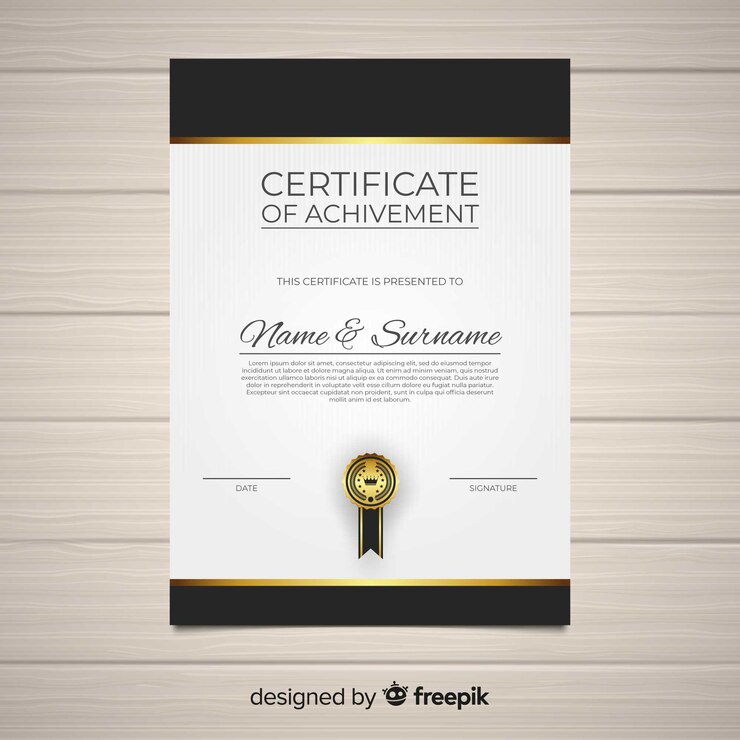 CERTIFICATE
OF ACHIVEMENT
THIS CERTIFICATE IS PRESENTED TO
Name & Surname
Lorem ipsum dolor sit amet, consectetur adipiscing elit, sed do
eiusmod tempor incididunt ut labore et dolore magna aliqua.
Ut enim ad minim veniam, quis nostrud exercitation ullamco
laboris nisi ut aliquip ex ea commodo consequat. Duis aute irure
dolor in reprehenderit in voluptate velit esse cillum dolore eu fugiat nulla pariatur.
Excepteur sint occaecat cupidatat non proident, sunt in culpa qui officia deserunt
mollit anim id est laborum.
DATE
SIGNATURE
designed by freepik